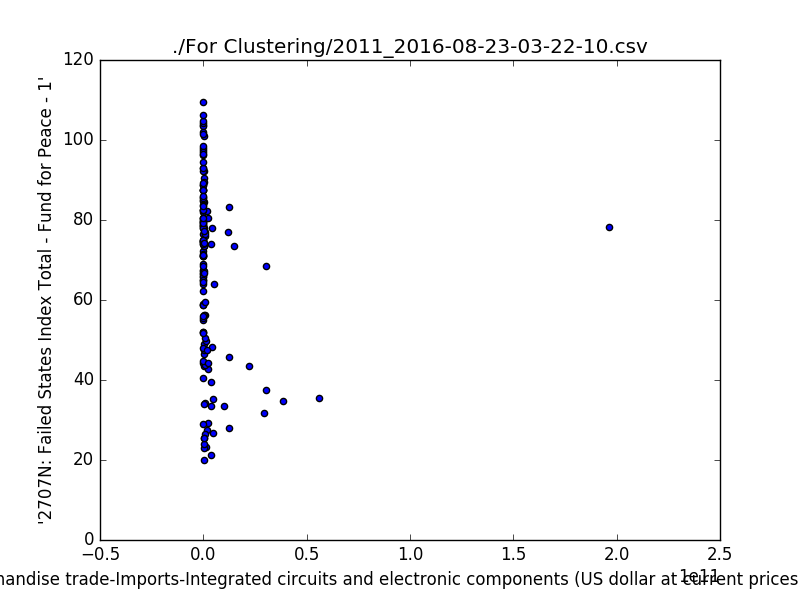 ./For Clustering/2011_2016-08-23-03-22-10.csv
'2707N: Failed States Index Total - Fund for Peace - 1'
120
100
80
60
40
20
0
−0.5 0.0 0.5 1.0 1.5 2.0 2.5
1e11
trade-Imports-Integrated circuits and electronic components (US dollar at current prices